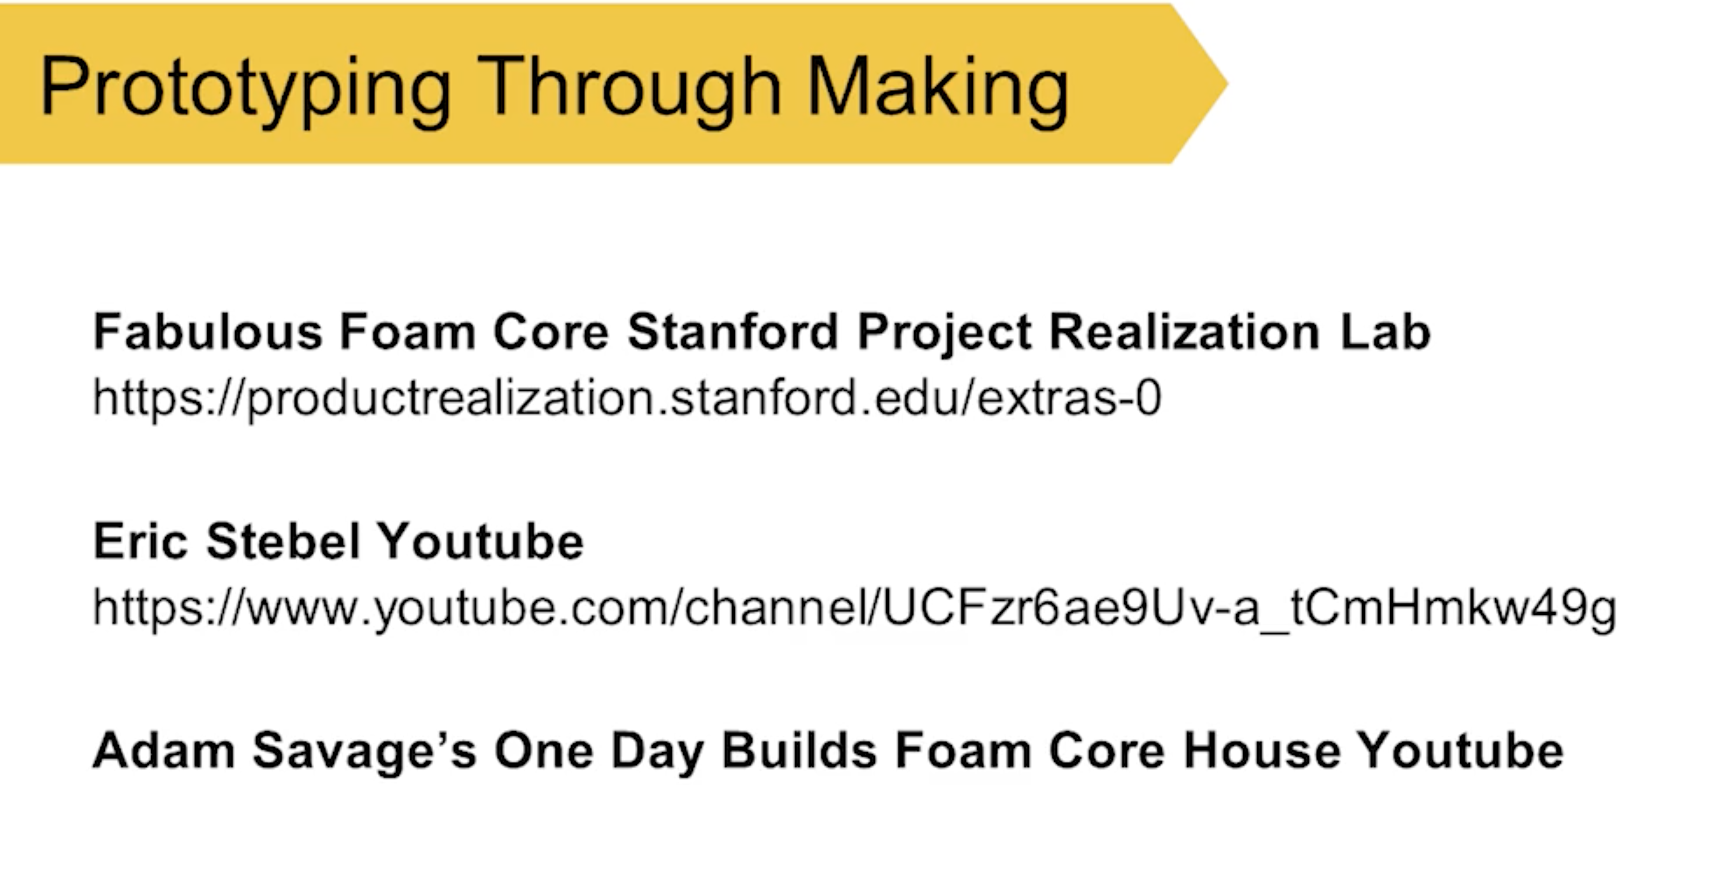 Prototyping Through Making
Fabulous Foam Core Stanford Project Realization Lab
https://productrealization.stanford.edu/extras-0
Eric Stebel Youtube
https://www.youtube.com/channel/UCFzr6ae9Uv-a_tCmHmkw49g
Adam Savage’s One Day Builds Foam Core House Youtube